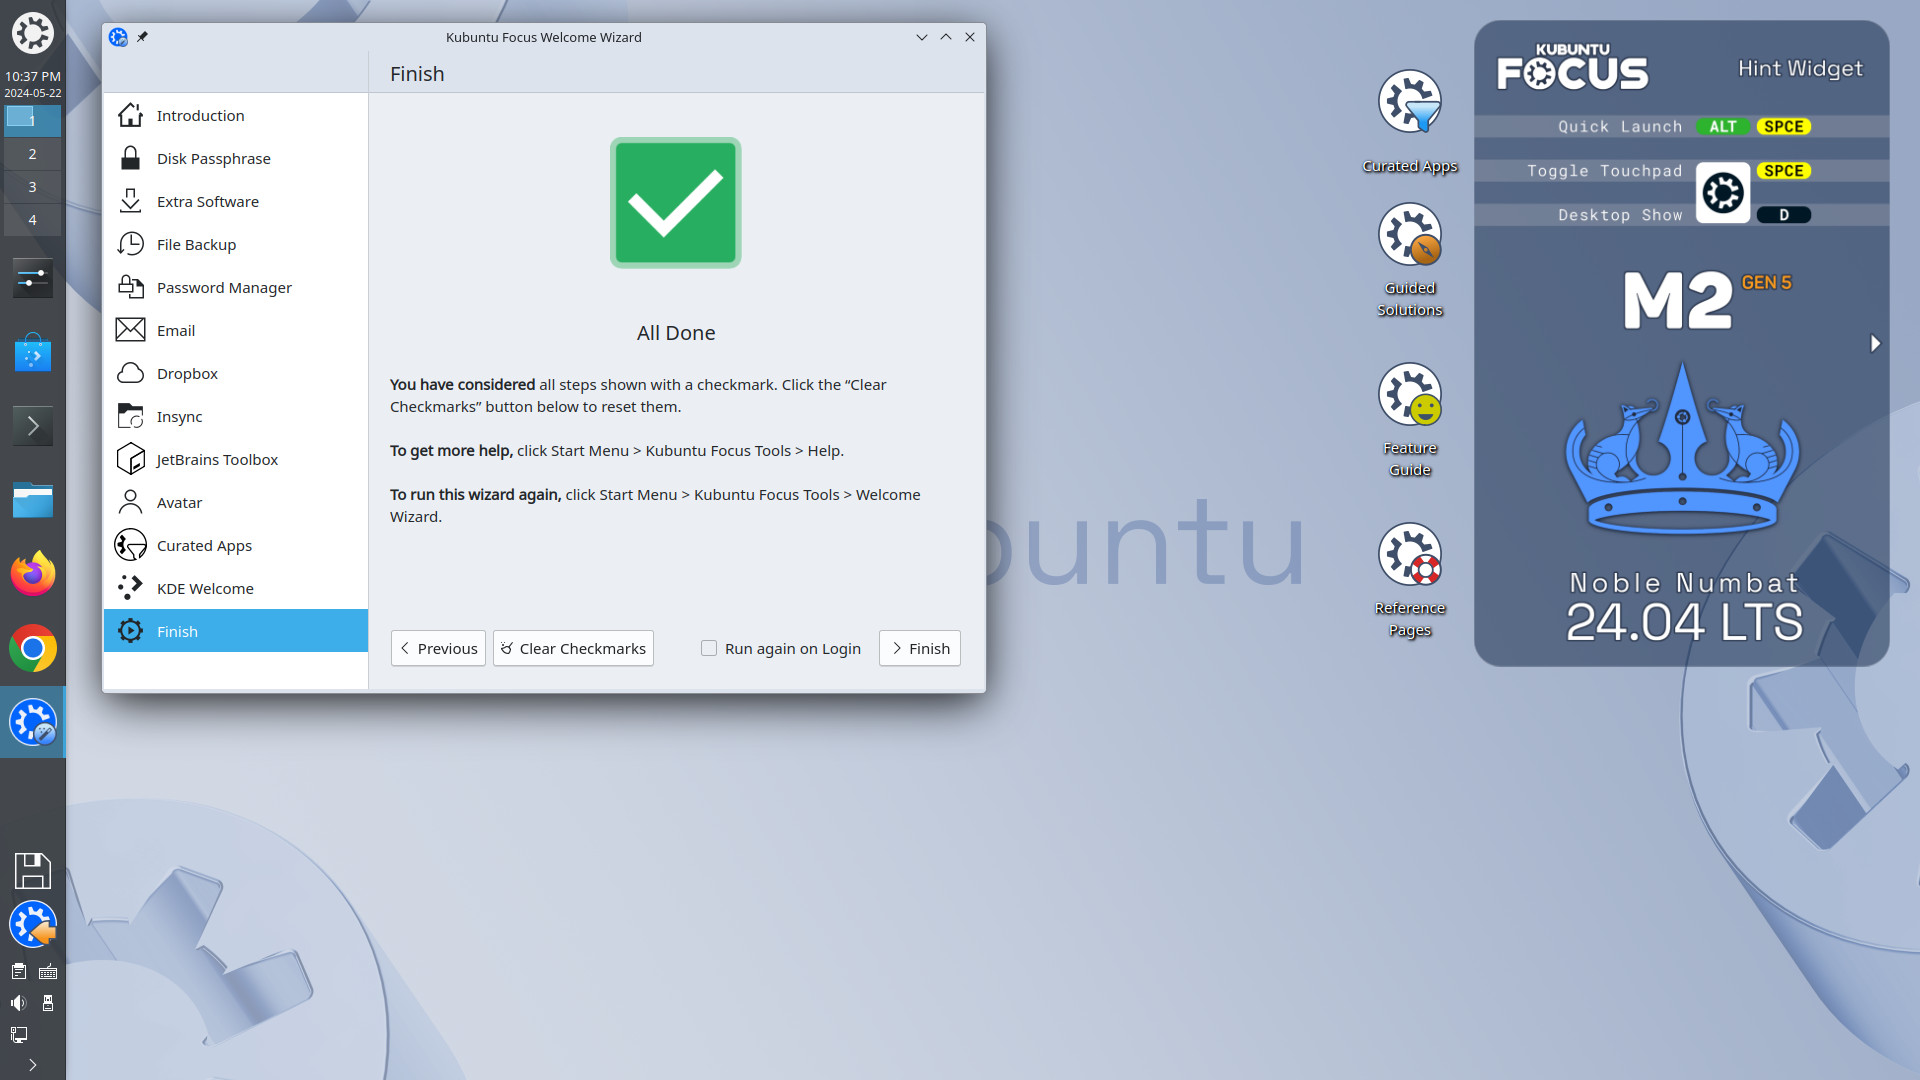 10:37 PM
2024-05-22
1
2
3
4
Kubuntu Focus Welcome Wizard
Finish
Introduction
Disk Passphrase
Extra Software
File Backup
Password Manager
Email
Dropbox
Insync
JetBrains Toolbox
Avatar
Curated Apps
KDE Welcome
Finish
All Done
You have considered all steps shown with a checkmark. Click the “Clear
Checkmarks” button below to reset them.
To get more help, click Start Menu > Kubuntu Focus Tools > Help.
To run this wizard again, click Start Menu > Kubuntu Focus Tools > Welcome
Wizard.
Previous
Clear Checkmarks
Run again on Login
Finish
buntu
Curated Apps
Guided
Solutions
Feature
Guide
Reference
Pages
KUBUNTU
FOCUS
Hint Widget
Quick Launch ALT SPCE
Toggle Touchpad SPCE
Desktop Show D
M2 GEN 5
Noble Numbat
24.04 LTS